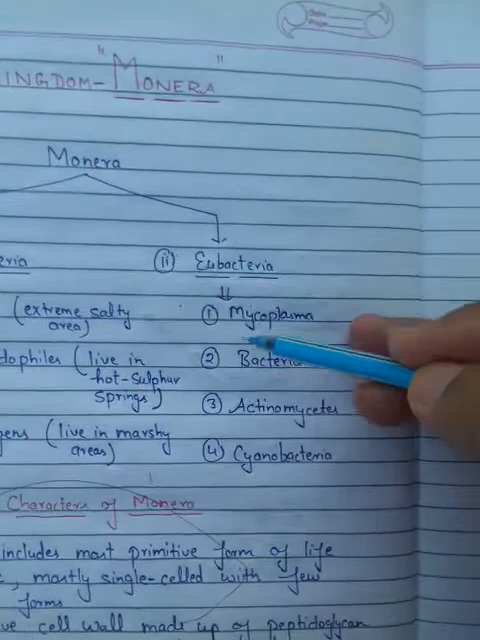 INGDOM- "MONERA"
Monera
eria
(ii) Eubacteria
(extreme salty
area)
① Mycoplasma
dophiles (live in
hot-sulphur
springs)
② Bacteria
③ Actinomycetes
gens (live in marshy
areas)
④ Cyanobacteria
Characters of Monera
includes most primitive form of life
, mostly single-celled with few
forms
ve cell wall made up of peptidoglycan